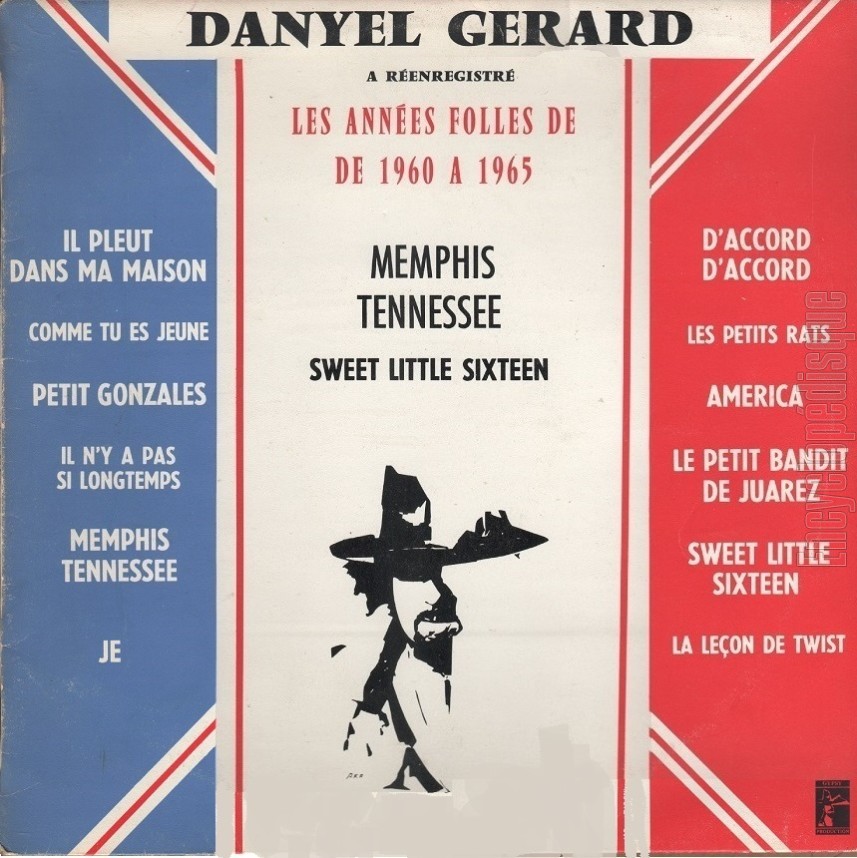 DANYEL GERARD
A RÉENREGISTRÉ
LES ANNÉES FOLLES DE
DE 1960 A 1965
IL PLEUT
DANS MA MAISON
COMME TU ES JEUNE
PETIT GONZALES
IL N'Y A PAS
SI LONGTEMPS
MEMPHIS
TENNESSEE
JE
MEMPHIS
TENNESSEE
SWEET LITTLE SIXTEEN
D'ACCORD
D'ACCORD
LES PETITS RATS
AMERICA
LE PETIT BANDIT
DE JUAREZ
SWEET LITTLE
SIXTEEN
LA LEÇON DE TWIST
Encyclopédisque
PRODUCTION